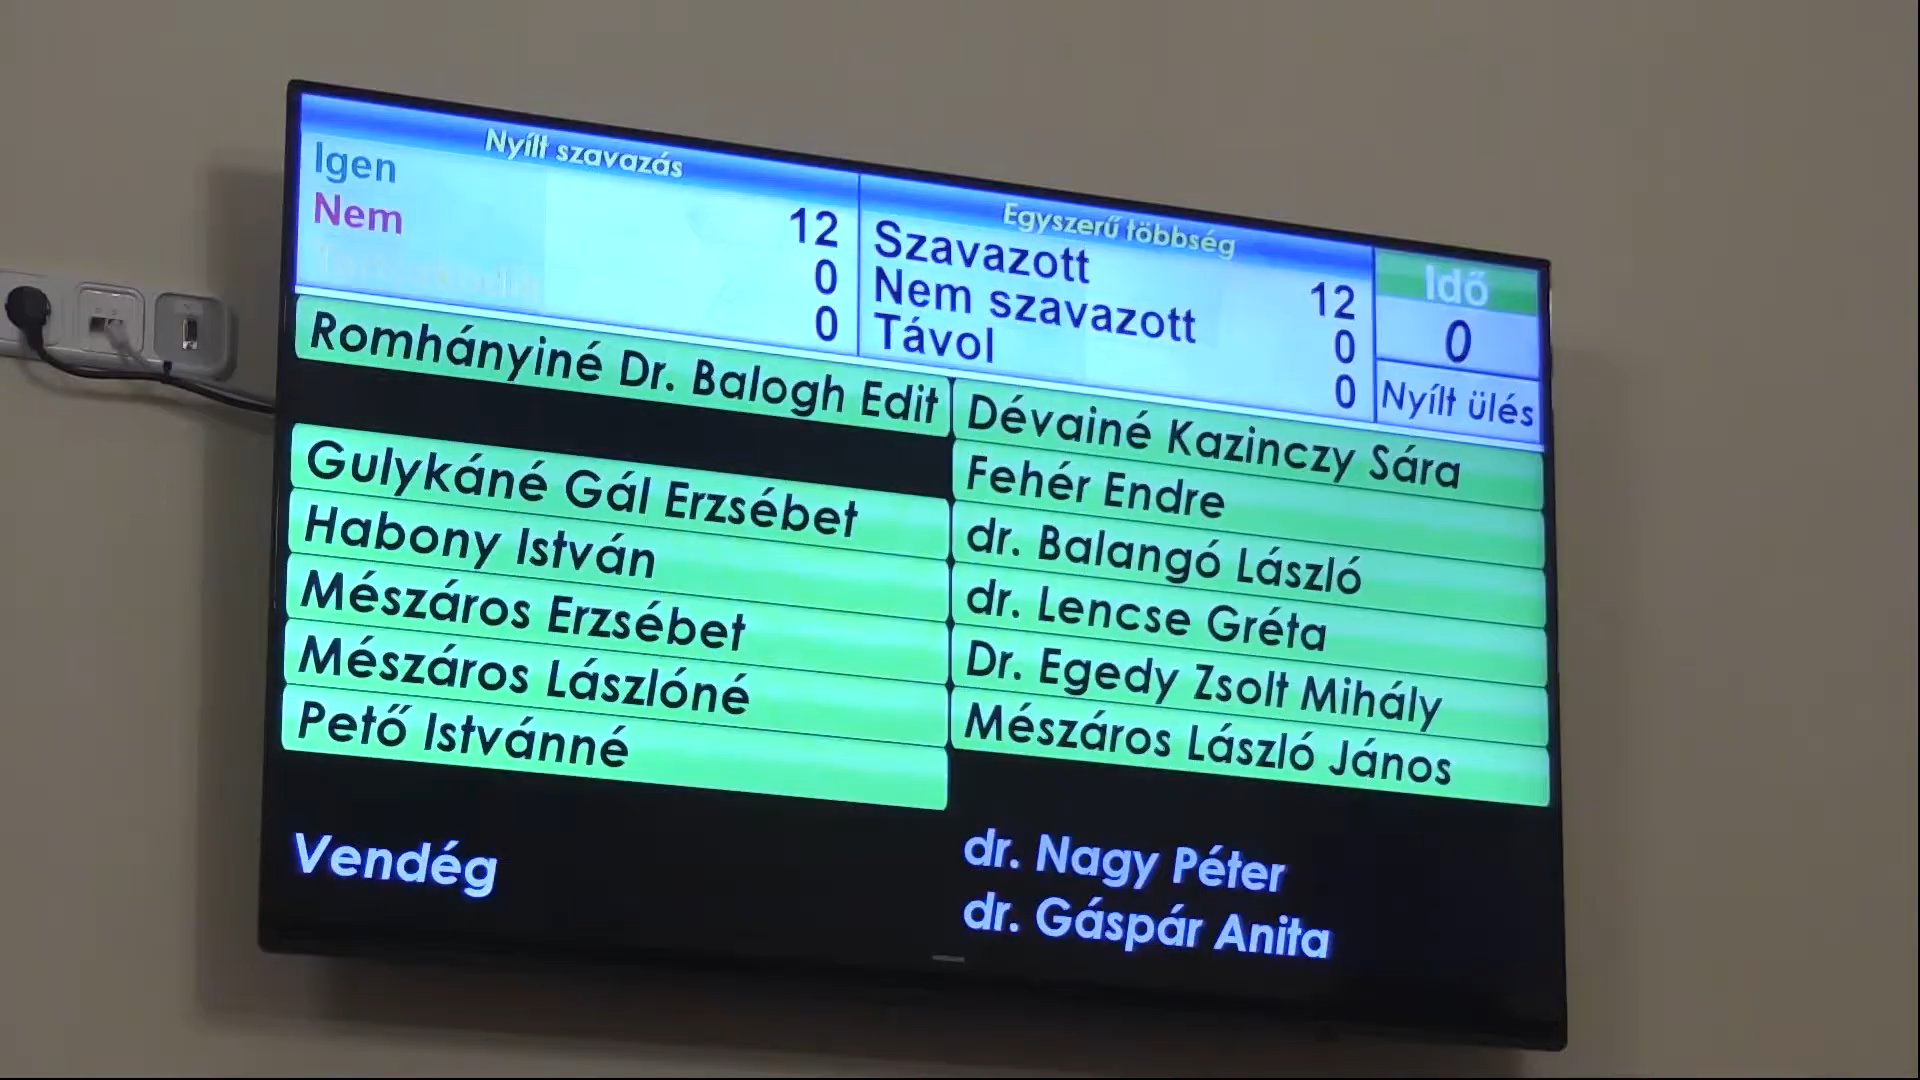 Nyílt szavazás
Igen 12
Nem 0
0
Egyszerű többség
Szavazott 12
Nem szavazott 0
Távol 0
Idő
0
Nyílt ülés
Romhányiné Dr. Balogh Edit
Gulykáné Gál Erzsébet
Habony István
Mészáros Erzsébet
Mészáros Lászlóné
Pető Istvánné
Dévainé Kazinczy Sára
Fehér Endre
dr. Balangó László
dr. Lencse Gréta
Dr. Egedy Zsolt Mihály
Mészáros László János
Vendég
dr. Nagy Péter
dr. Gáspár Anita